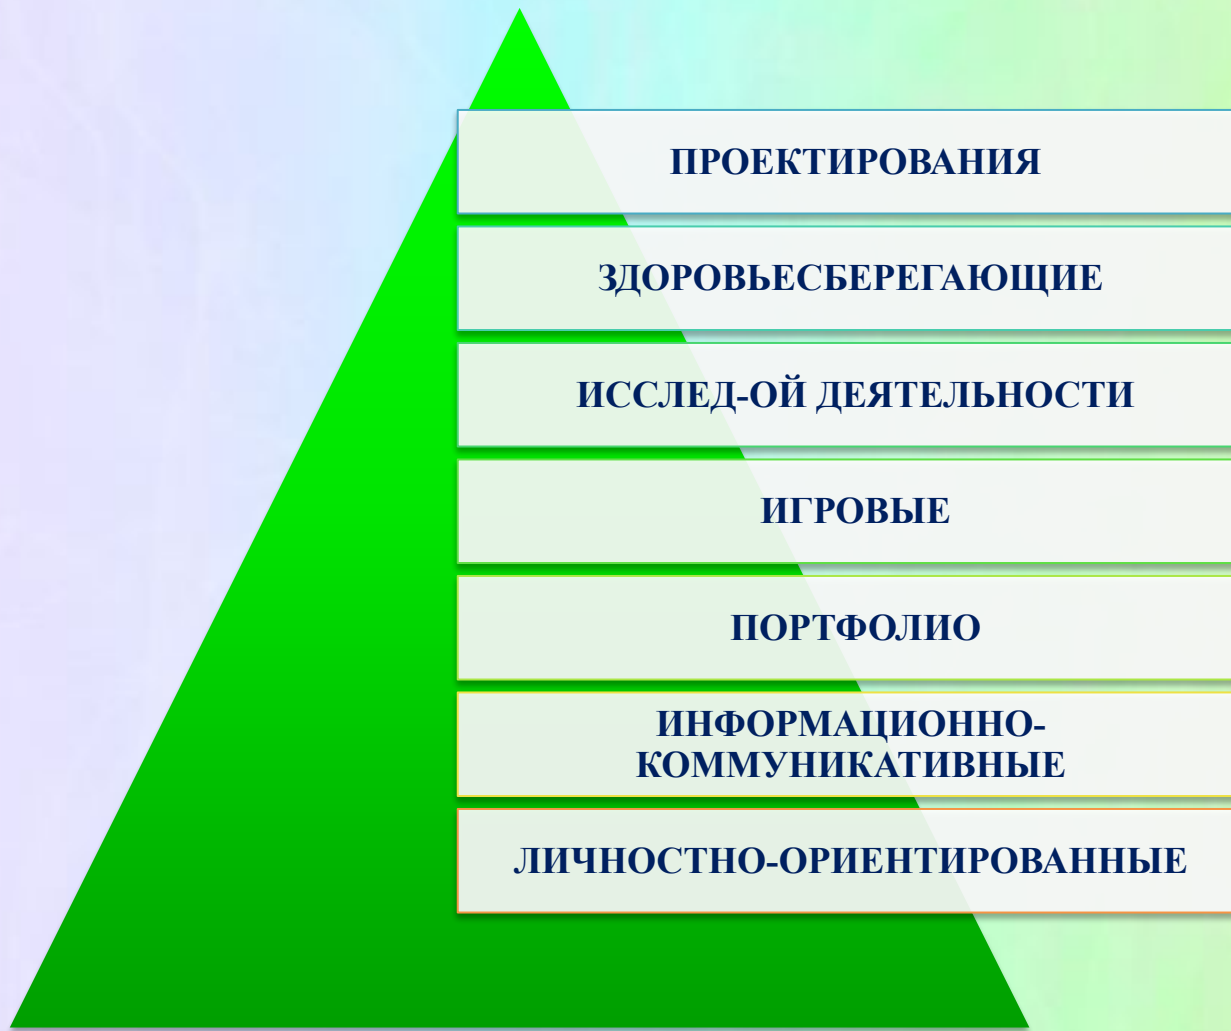 ПРОЕКТИРОВАНИЯ
ЗДОРОВЬЕСБЕРЕГАЮЩИЕ
ИССЛЕД-ОЙ ДЕЯТЕЛЬНОСТИ
ИГРОВЫЕ
ПОРТФОЛИО
ИНФОРМАЦИОННО-
КОММУНИКАТИВНЫЕ
ЛИЧНОСТНО-ОРИЕНТИРОВАННЫЕ